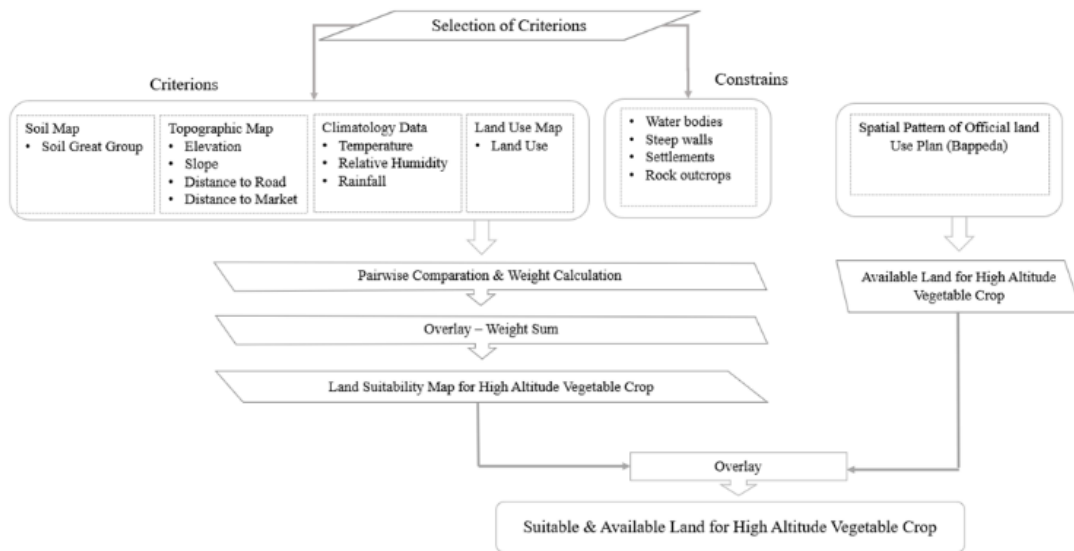 Selection of Criterions
Criterions
Constrains
Soil Map
• Soil Great Group
Topographic Map
• Elevation
• Slope
• Distance to Road
• Distance to Market
Climatology Data
• Temperature
• Relative Humidity
• Rainfall
Land Use Map
• Land Use
• Water bodies
• Steep walls
• Settlements
• Rock outcrops
Spatial Pattern of Official land
Use Plan (Bappeda)
Pairwise Comparation & Weight Calculation
Available Land for High Altitude
Vegetable Crop
Overlay – Weight Sum
Land Suitability Map for High Altitude Vegetable Crop
Overlay
Suitable & Available Land for High Altitude Vegetable Crop